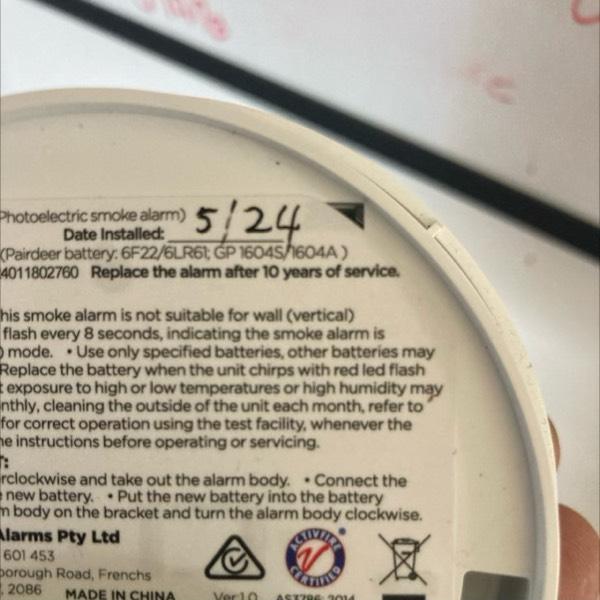 Photoelectric smoke alarm) 5/24
Date Installed:
(Pairdeer battery: 6F22/6LR61; GP 1604S/1604A )
4011802760 Replace the alarm after 10 years of service.
his smoke alarm is not suitable for wall (vertical)
flash every 8 seconds, indicating the smoke alarm is
) mode. • Use only specified batteries, other batteries may
Replace the battery when the unit chirps with red led flash
t exposure to high or low temperatures or high humidity may
nthly, cleaning the outside of the unit each month, refer to
for correct operation using the test facility, whenever the
he instructions before operating or servicing.
rclockwise and take out the alarm body. • Connect the
new battery. • Put the new battery into the battery
m body on the bracket and turn the alarm body clockwise.
Alarms Pty Ltd
601 453
borough Road, Frenchs
, 2086 MADE IN CHINA
ACTIVFIRE
CERTIFIED
Ver:1.0 AS3786: 2014